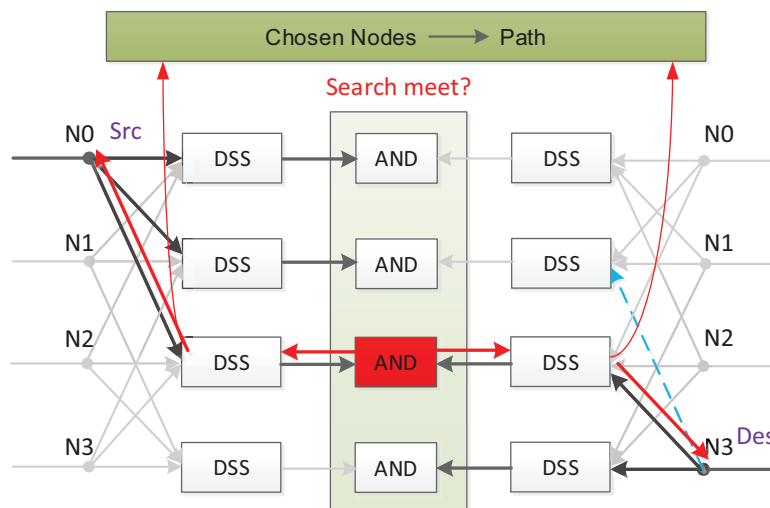 Chosen Nodes Path
Search meet?
N0 Src DSS AND DSS N0
N1 DSS AND DSS N1
N2 DSS AND DSS N2
N3 DSS AND DSS N3 Des